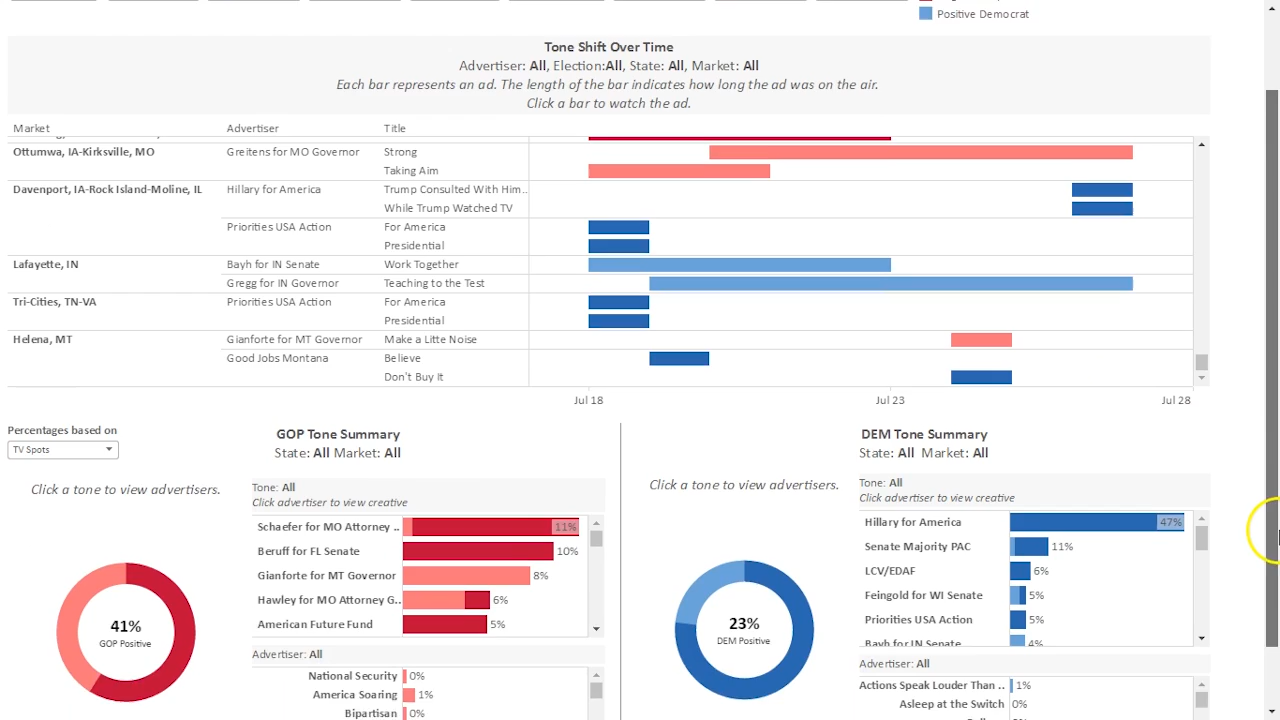 Positive Democrat
Tone Shift Over Time
Advertiser: All, Election:All, State: All, Market: All
Each bar represents an ad. The length of the bar indicates how long the ad was on the air.
Click a bar to watch the ad.
Market Advertiser Title
Ottumwa, IA-Kirksville, MO Greitens for MO Governor Strong
Taking Aim
Davenport, IA-Rock Island-Moline, IL Hillary for America Trump Consulted With Him..
While Trump Watched TV
Priorities USA Action For America
Presidential
Lafayette, IN Bayh for IN Senate Work Together
Gregg for IN Governor Teaching to the Test
Tri-Cities, TN-VA Priorities USA Action For America
Presidential
Helena, MT Gianforte for MT Governor Make a Litte Noise
Good Jobs Montana Believe
Don't Buy It
Jul 18 Jul 23 Jul 28
Percentages based on
TV Spots
GOP Tone Summary
State: All Market: All
Click a tone to view advertisers.
Tone: All
Click advertiser to view creative
Schaefer for MO Attorney .. 11%
Beruff for FL Senate 10%
Gianforte for MT Governor 8%
Hawley for MO Attorney G.. 6%
American Future Fund 5%
41%
GOP Positive
Advertiser: All
National Security 0%
America Soaring 1%
Bipartisan 0%
DEM Tone Summary
State: All Market: All
Click a tone to view advertisers.
Tone: All
Click advertiser to view creative
Hillary for America 47%
Senate Majority PAC 11%
LCV/EDAF 6%
Feingold for WI Senate 5%
Priorities USA Action 5%
Bayh for IN Senate 4%
23%
DEM Positive
Advertiser: All
Actions Speak Louder Than .. 1%
Asleep at the Switch 0%